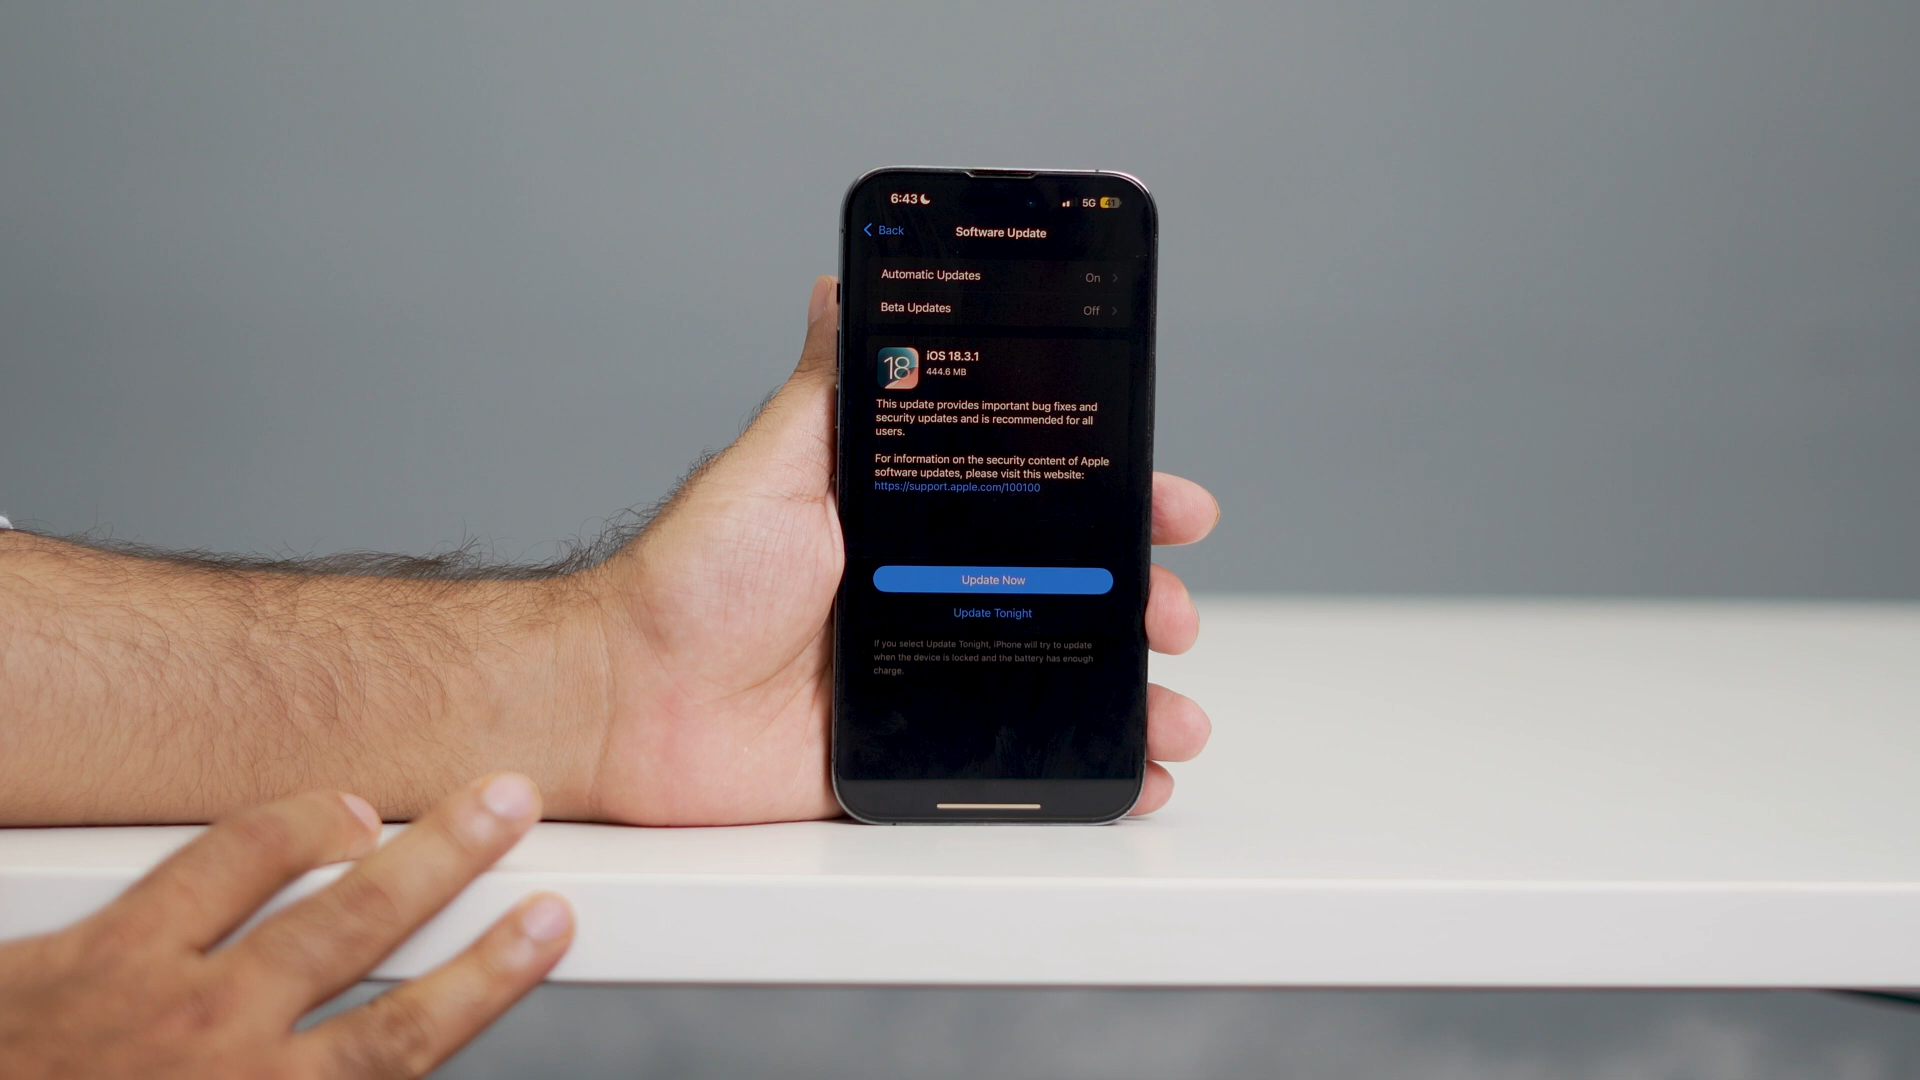 6:43
5G 41
Back
Software Update
Automatic Updates On
Beta Updates Off
18
iOS 18.3.1
444.6 MB
This update provides important bug fixes and
security updates and is recommended for all
users.
For information on the security content of Apple
software updates, please visit this website:
https://support.apple.com/100100
Update Now
Update Tonight
If you select Update Tonight, iPhone will try to update
when the device is locked and the battery has enough
charge.